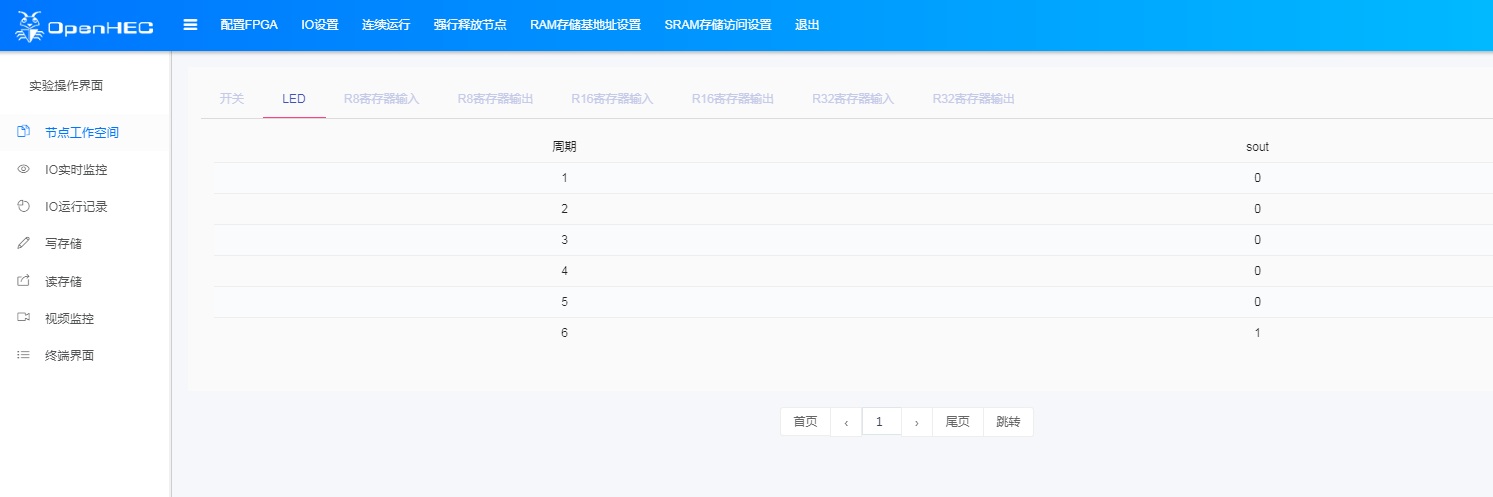 OpenHEC 配置FPGA IO设置 连续运行 强行释放节点 RAM存储基地址设置 SRAM存储访问设置 退出
实验操作界面
节点工作空间
IO实时监控
IO运行记录
写存储
读存储
视频监控
终端界面
开关 LED R8寄存器输入 R8寄存器输出 R16寄存器输入 R16寄存器输出 R32寄存器输入 R32寄存器输出
周期 sout
1 0
2 0
3 0
4 0
5 0
6 1
首页 ‹ 1 › 尾页 跳转